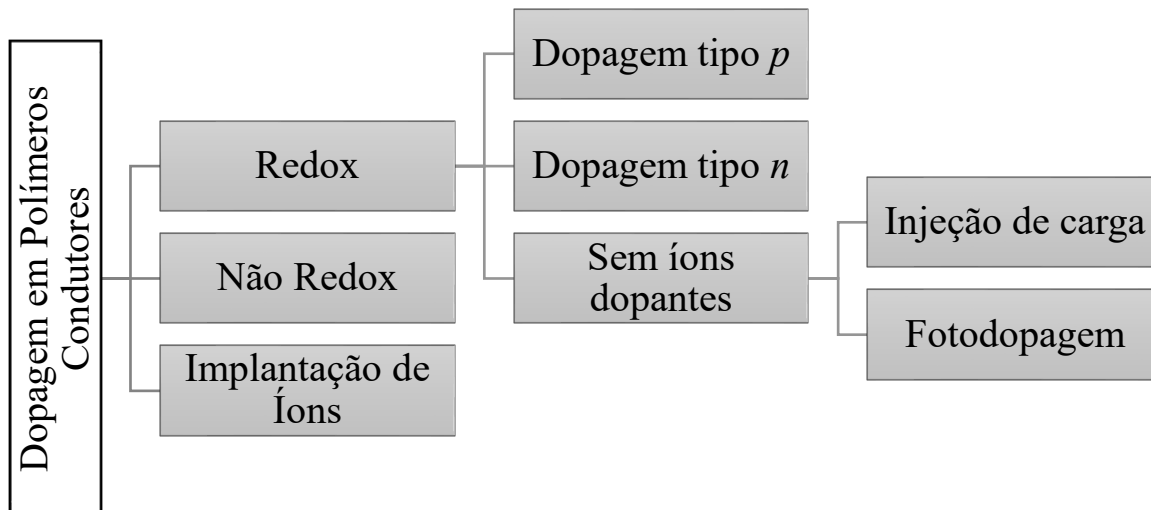 Dopagem em Polímeros
Condutores
Redox
Não Redox
Implantação de
Íons
Dopagem tipo p
Dopagem tipo n
Sem íons
dopantes
Injeção de carga
Fotodopagem